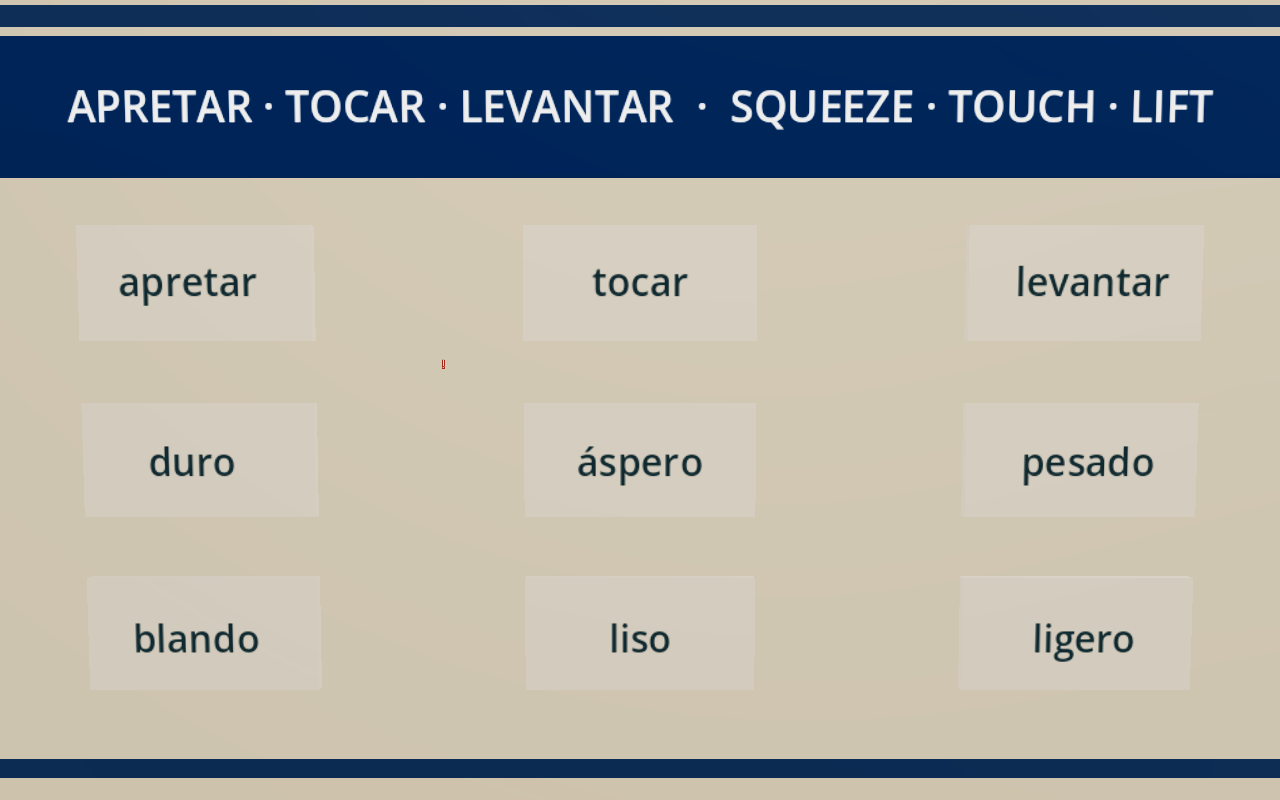 APRETAR · TOCAR · LEVANTAR · SQUEEZE · TOUCH · LIFT
apretar tocar levantar
duro áspero pesado
blando liso ligero